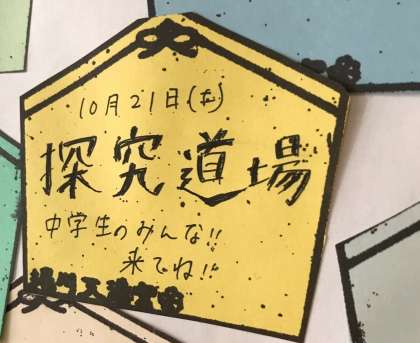 10月21日(土)
探究道場
中学生のみんな!!
来てね!!